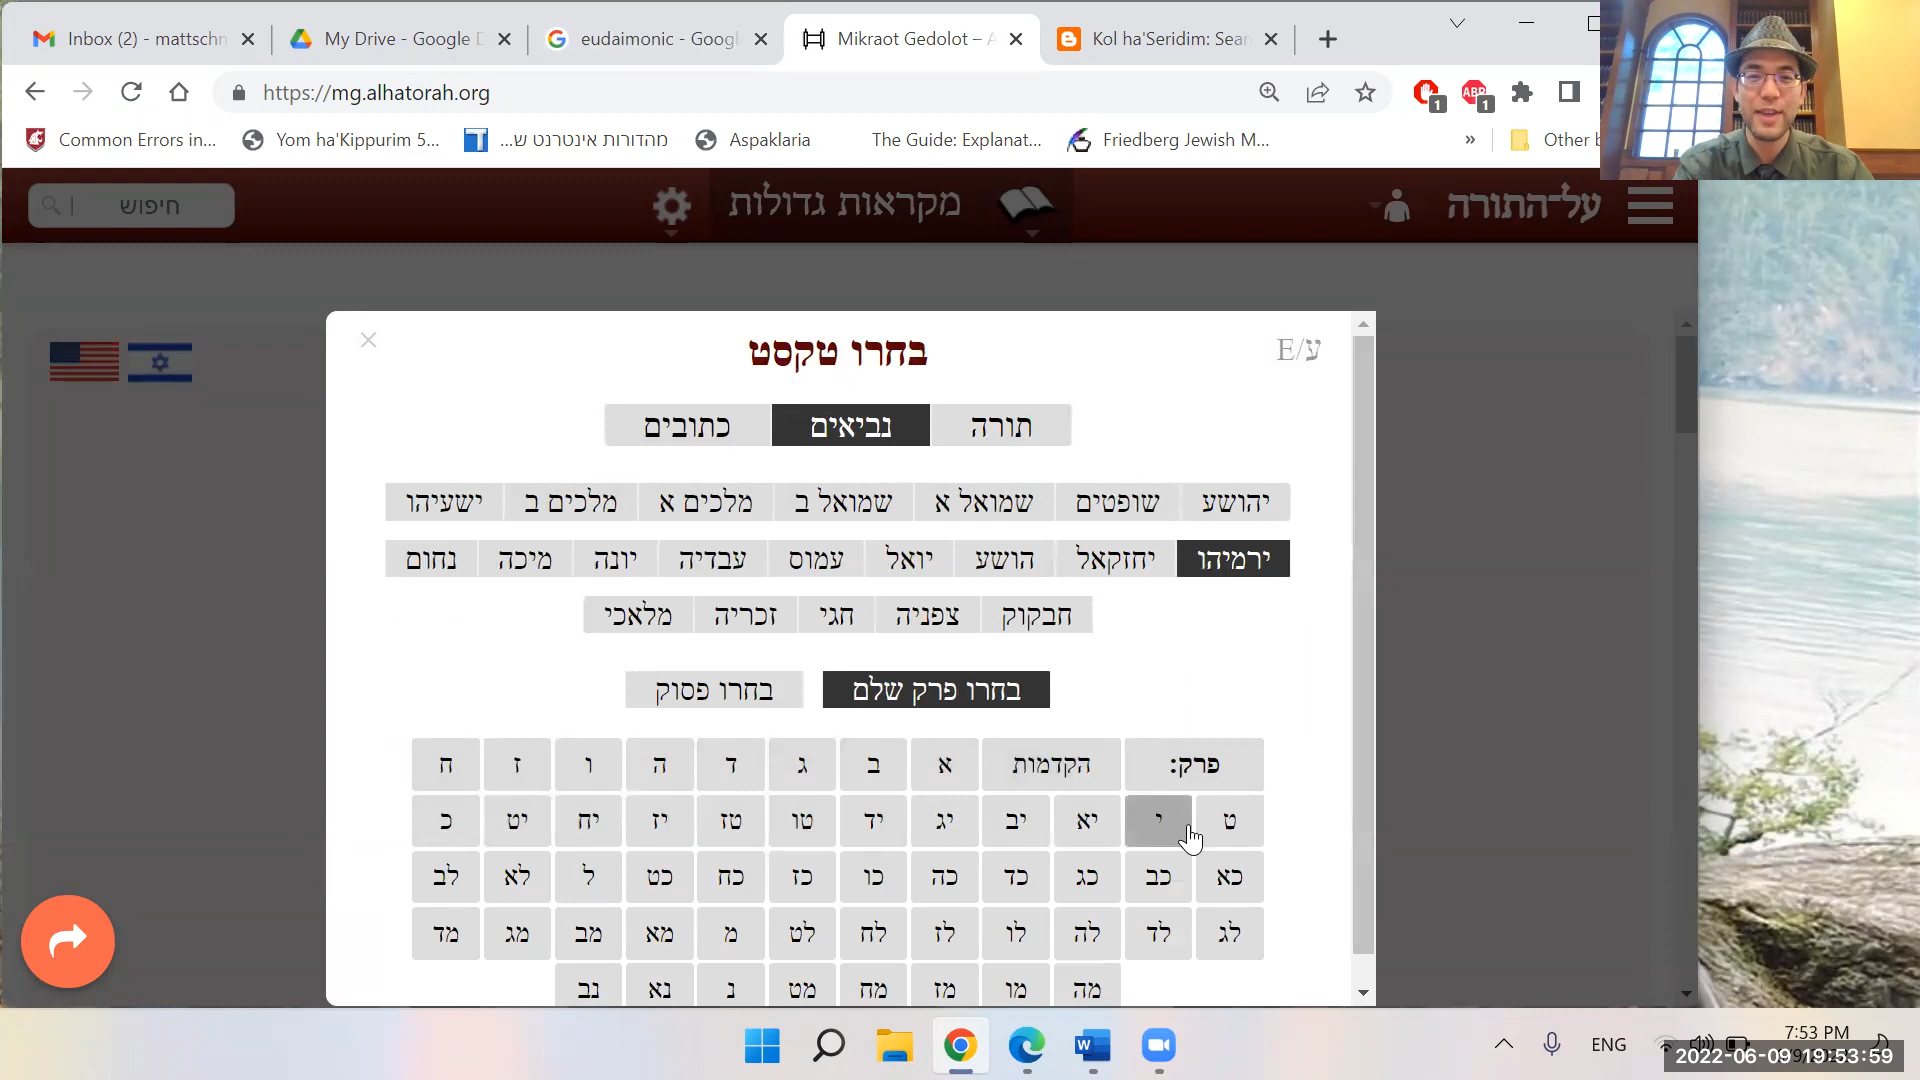 Inbox (2) - mattschn
My Drive - Google D
eudaimonic - Googl
Mikraot Gedolot – A
Kol ha'Seridim: Sear
https://mg.alhatorah.org
1
ABP
1
Common Errors in...
Yom ha'Kippurim 5...
מהדורות אינטרנט ש...
Aspaklaria
The Guide: Explanat...
Friedberg Jewish M...
»
Other b
על־התורה
מקראות גדולות
חיפוש
ע/E
בחרו טקסט
תורה נביאים כתובים
יהושע שופטים שמואל א שמואל ב מלכים א מלכים ב ישעיהו
ירמיהו יחזקאל הושע יואל עמוס עבדיה יונה מיכה נחום
חבקוק צפניה חגי זכריה מלאכי
בחרו פרק שלם בחרו פסוק
פרק: הקדמות א ב ג ד ה ו ז ח
ט י יא יב יג יד טו טז יז יח יט כ
כא כב כג כד כה כו כז כח כט ל לא לב
לג לד לה לו לז לח לט מ מא מב מג מד
מה מו מז מח מט נ נא נב
ENG
7:53 PM
2022-06-09 19:53:59